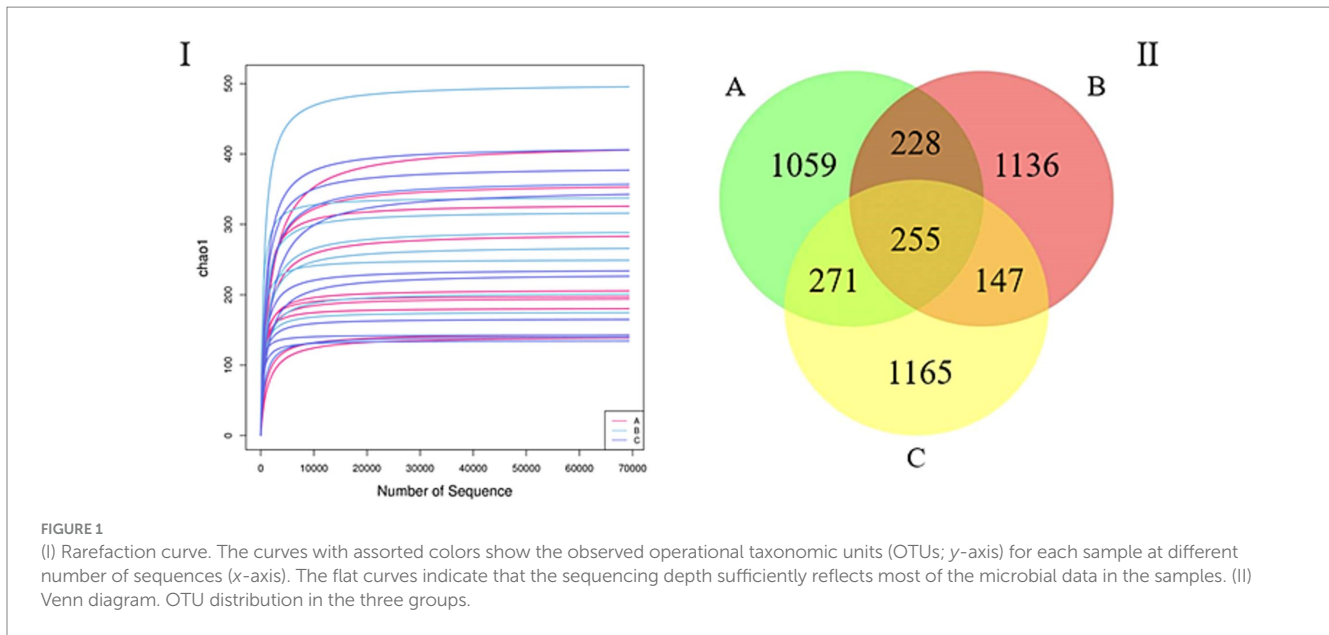 I
500
400
300
200
100
0
chao1
0 10000 20000 30000 40000 50000 60000 70000
Number of Sequence
A
B
C
II
A
B
228
1059
1136
255
271
147
1165
C
FIGURE 1
(I) Rarefaction curve. The curves with assorted colors show the observed operational taxonomic units (OTUs; y-axis) for each sample at different
number of sequences (x-axis). The flat curves indicate that the sequencing depth sufficiently reflects most of the microbial data in the samples. (II)
Venn diagram. OTU distribution in the three groups.